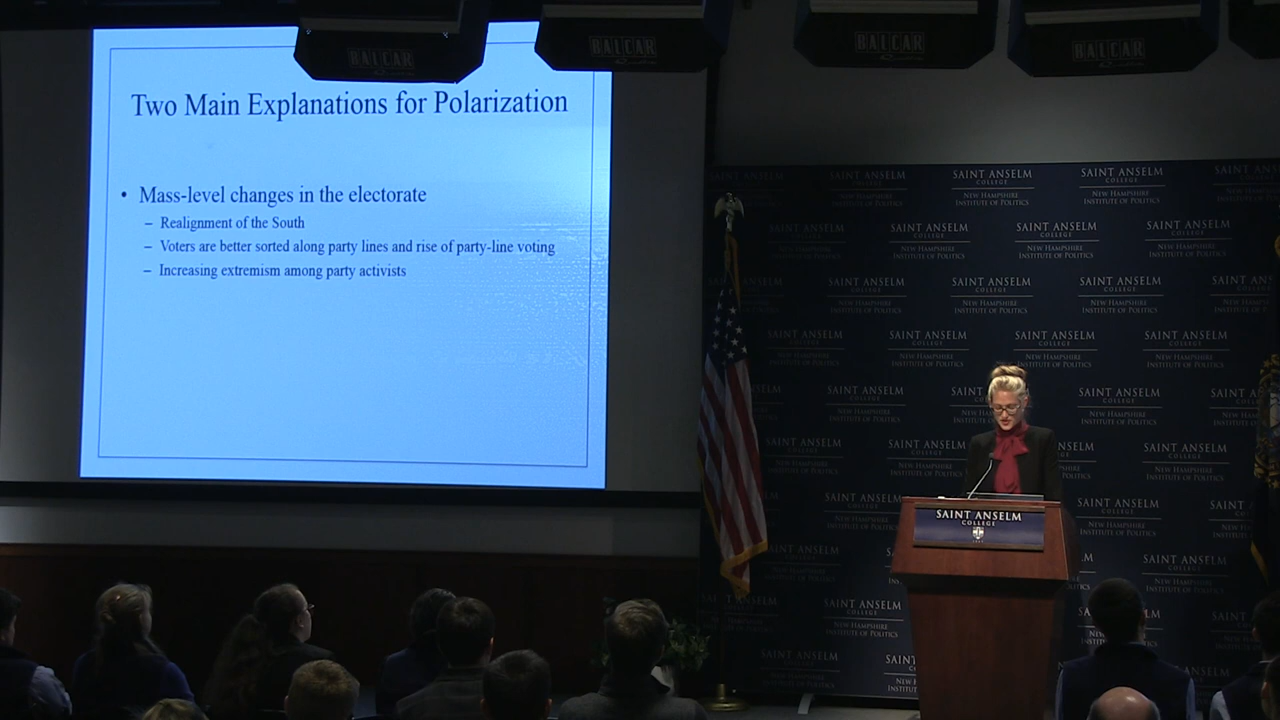 BALCAR
BALCAR
BALCAR
BALCAR
Two Main Explanations for Polarization
• Mass-level changes in the electorate
– Realignment of the South
– Voters are better sorted along party lines and rise of party-line voting
– Increasing extremism among party activists
SAINT ANSELM
COLLEGE
NEW HAMPSHIRE
INSTITUTE OF POLITICS
SAINT ANSELM
COLLEGE